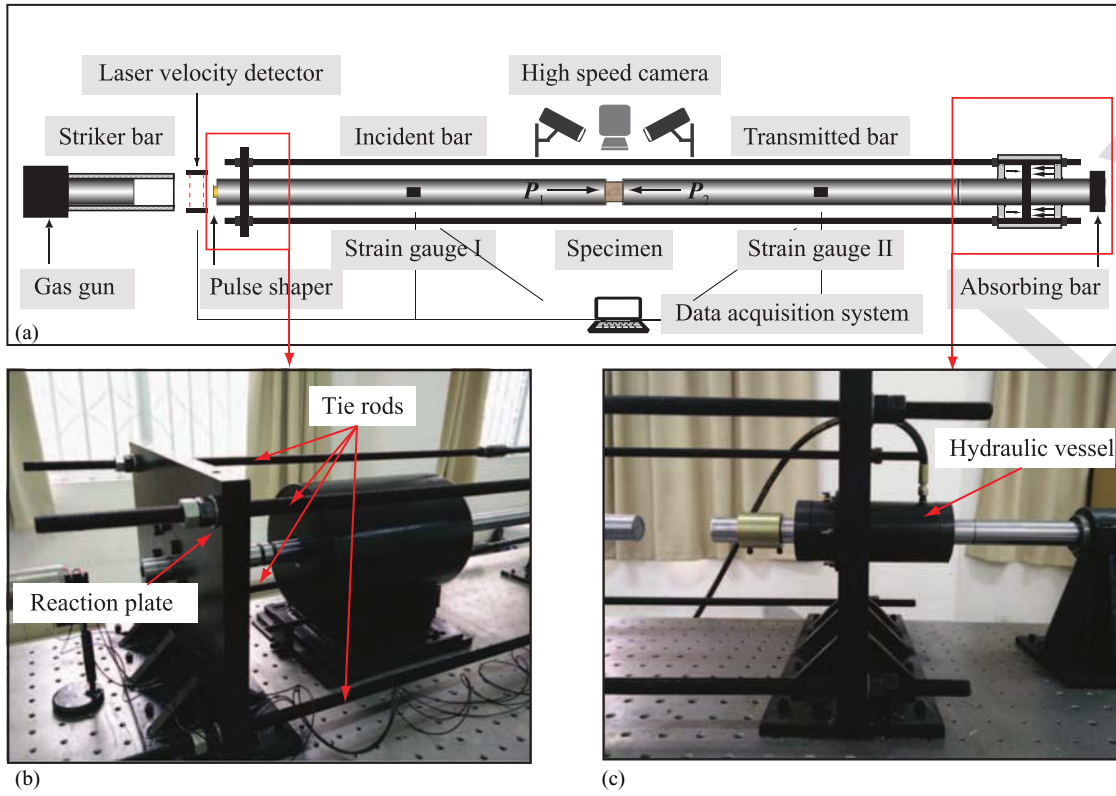 Laser velocity detector
High speed camera
Striker bar
Incident bar
Transmitted bar
P1
P2
Strain gauge I
Specimen
Strain gauge II
Gas gun
Pulse shaper
Absorbing bar
Data acquisition system
(a)
Tie rods
Reaction plate
(b)
Hydraulic vessel
(c)